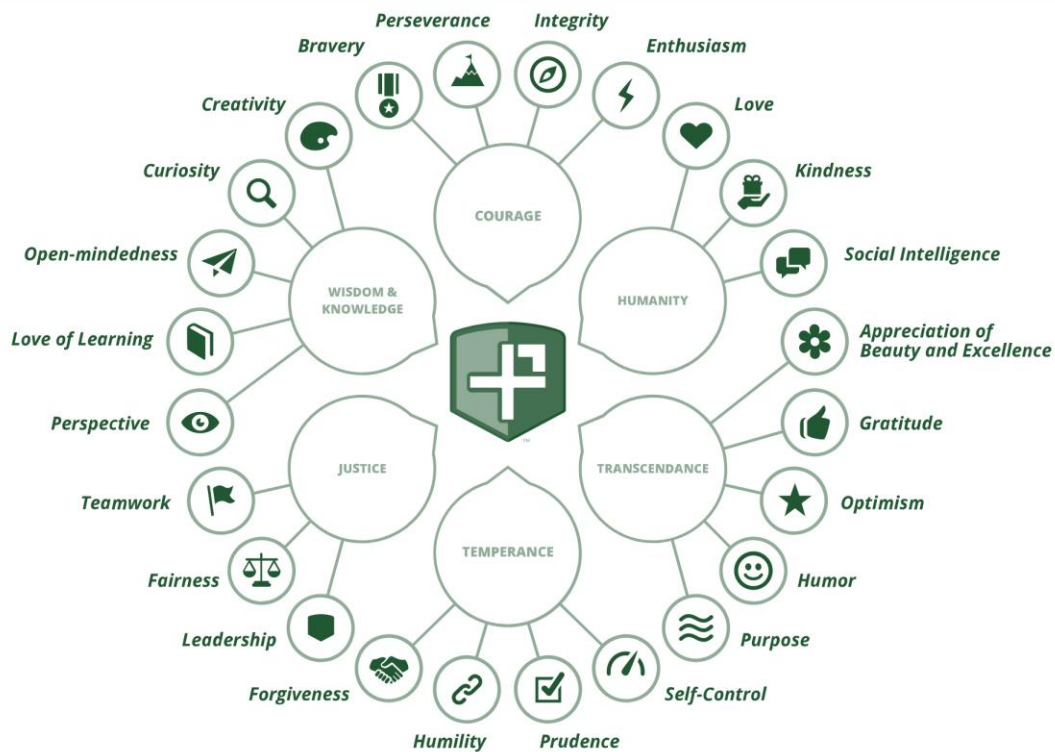 Perseverance
Integrity
Bravery
Enthusiasm
Creativity
Love
Curiosity
Kindness
COURAGE
Open-mindedness
Social Intelligence
WISDOM &
KNOWLEDGE
HUMANITY
Love of Learning
Appreciation of
Beauty and Excellence
Perspective
Gratitude
TM
JUSTICE
TRANSCENDANCE
Teamwork
Optimism
TEMPERANCE
Fairness
Humor
Leadership
Purpose
Forgiveness
Self-Control
Humility
Prudence